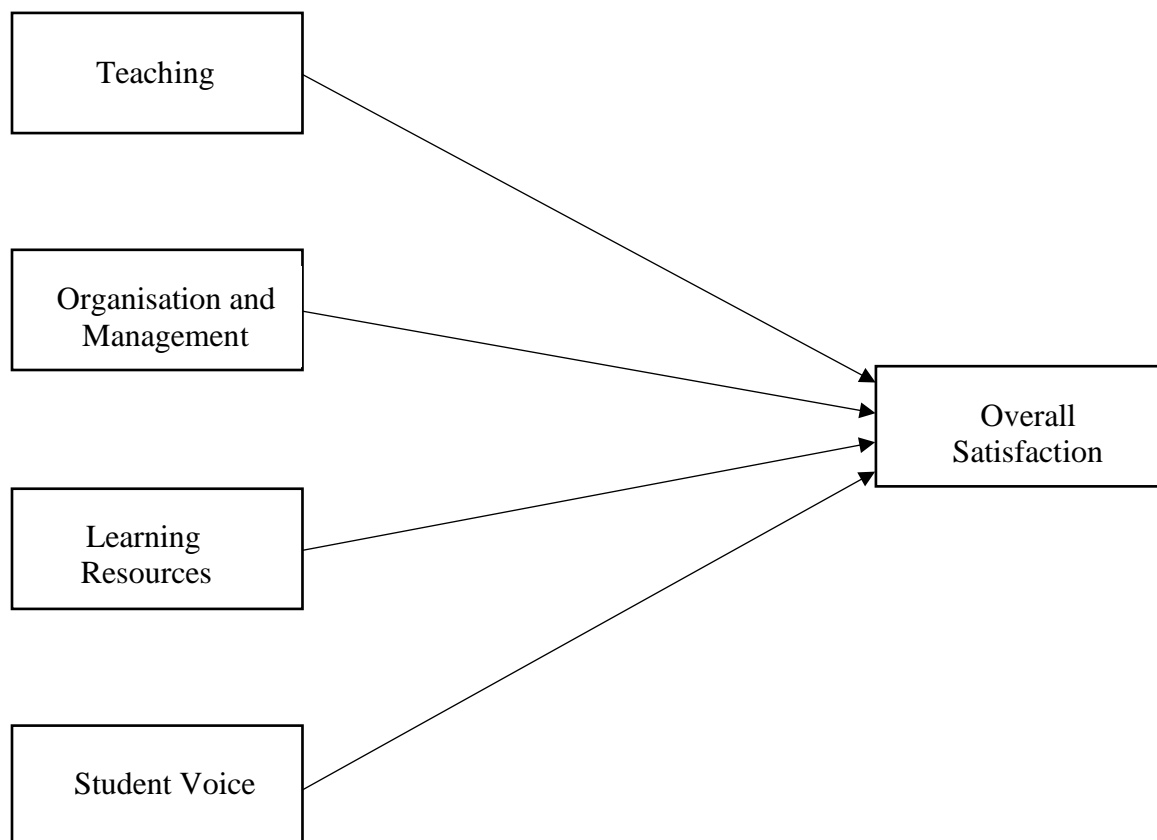 Teaching
Organisation and
Management
Overall
Satisfaction
Learning
Resources
Student Voice